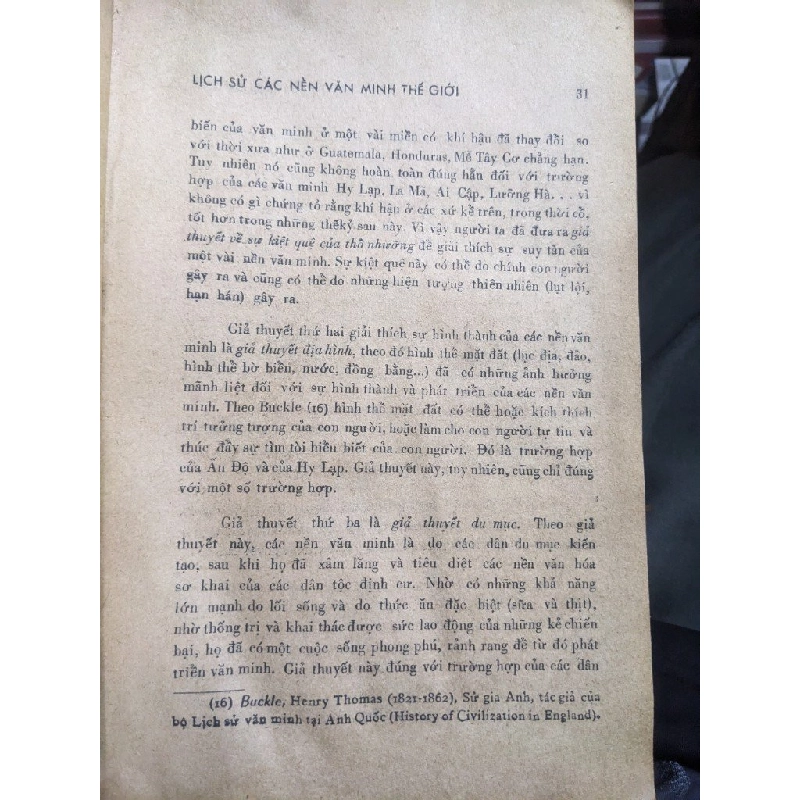 LỊCH SỬ CÁC NỀN VĂN MINH THẾ GIỚI 31
biến của văn minh ở một vài miền có khí hậu đã thay đổi so
với thời xưa như ở Guatemala, Honduras, Mễ Tây Cơ chẳng hạn.
Tuy nhiên nó cũng không hoàn toàn đúng hẳn đối với trường
hợp của các văn minh Hy Lạp, La Mã, Ai Cập, Lưỡng Hà... vì
không có gì chứng tỏ rằng khí hậu ở các xứ kể trên, trong thời cổ,
tốt hơn trong những thếkỷ sau này. Vì vậy người ta đã đưa ra giả
thuyết về sự kiệt quệ của thổ nhưỡng để giải thích sự suy tàn của
một vài nền văn minh. Sự kiệt quệ này có thể do chính con người
gây ra và cũng có thể do những hiện tượng thiên nhiên (lụt lội,
hạn hán) gây ra.
Giả thuyết thứ hai giải thích sự hình thành của các nền văn
minh là giả thuyết địa hình, theo đó hình thể mặt đất (lục địa, đảo,
hình thể bờ biển, nước, đồng bằng...) đã có những ảnh hưởng
mãnh liệt đối với sự hình thành và phát triển của các nền văn
minh. Theo Buckle (16) hình thể mặt đất có thể hoặc kích thích
trí tưởng tượng của con người, hoặc làm cho con người tự tin và
thúc đẩy sự tìm tòi hiểu biết của con người. Đó là trường hợp
của Ấn Độ và của Hy Lạp. Giả thuyết này, tuy nhiên, cũng chỉ đúng
với một số trường hợp.
Giả thuyết thứ ba là giả thuyết du mục. Theo giả
thuyết này, các nền văn minh là do các dân du mục kiến
tạo, sau khi họ đã xâm lăng và tiêu diệt các nền văn hóa
sơ khai của các dân tộc định cư. Nhờ có những khả năng
lớn mạnh do lối sống và do thức ăn đặc biệt (sữa và thịt),
nhờ thống trị và khai thác được sức lao động của những kẻ chiến
bại, họ đã có một cuộc sống phong phú, rảnh rang để từ đó phát
triển văn minh. Giả thuyết này đúng với trường hợp của các dân
(16) Buckle, Henry Thomas (1821-1862), Sử gia Anh, tác giả của
bộ Lịch sử văn minh tại Anh Quốc (History of Civilization in England).